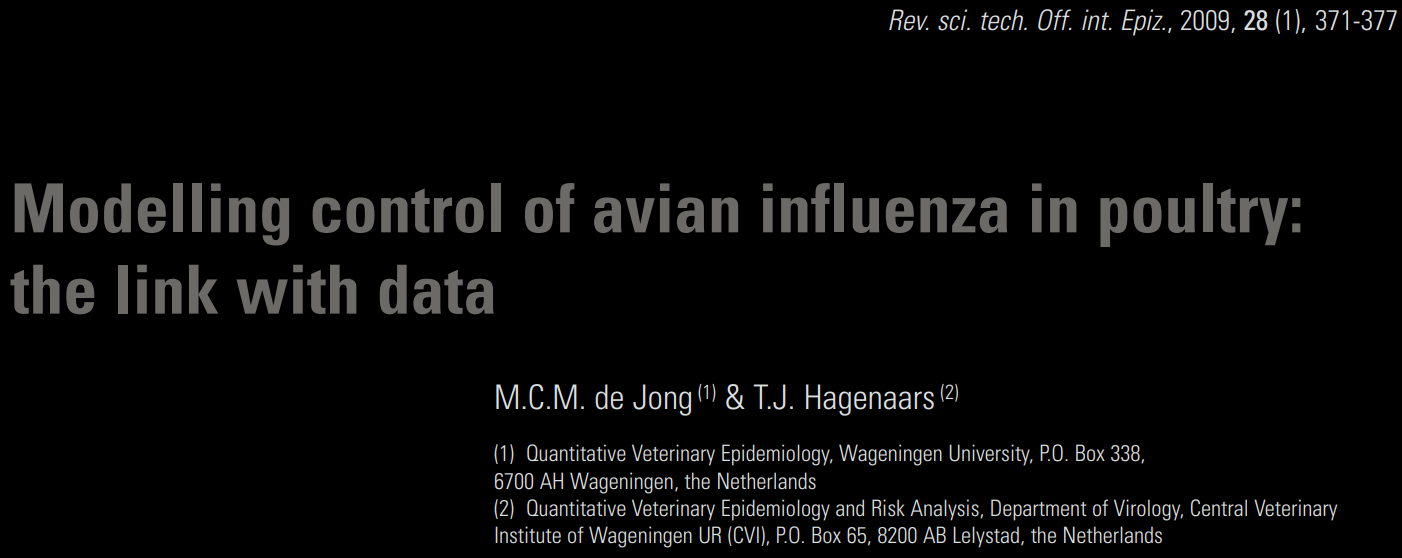 Rev. sci. tech. Off. int. Epiz., 2009, 28 (1), 371-377
Modelling control of avian influenza in poultry:
the link with data
M.C.M. de Jong (1) & T.J. Hagenaars (2)
(1) Quantitative Veterinary Epidemiology, Wageningen University, P.O. Box 338,
6700 AH Wageningen, the Netherlands
(2) Quantitative Veterinary Epidemiology and Risk Analysis, Department of Virology, Central Veterinary
Institute of Wageningen UR (CVI), P.O. Box 65, 8200 AB Lelystad, the Netherlands